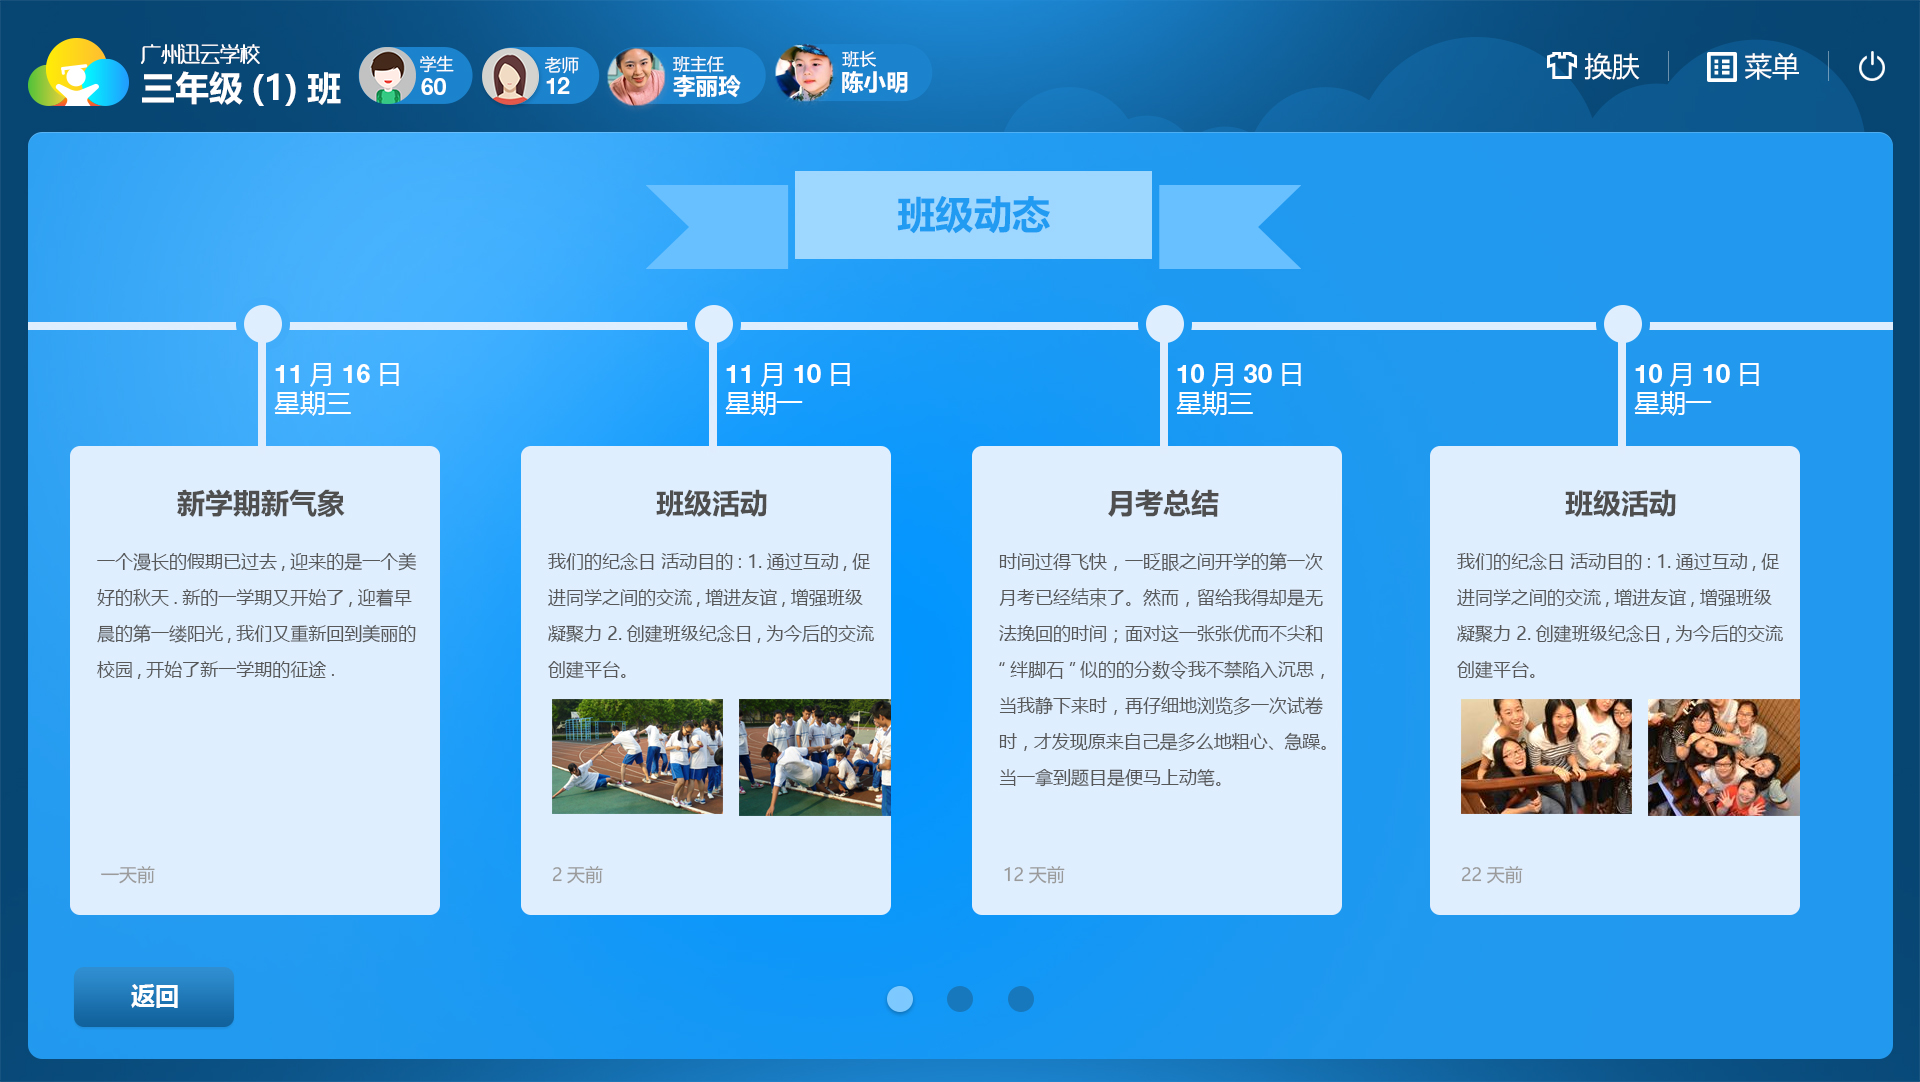 广州迅云学校
三年级 (1) 班
学生
60
老师
12
班主任
李丽玲
班长
陈小明
换肤
菜单
班级动态
11 月 16 日
星期三
新学期新气象
一个漫长的假期已过去 , 迎来的是一个美
好的秋天 . 新的一学期又开始了 , 迎着早
晨的第一缕阳光 , 我们又重新回到美丽的
校园 , 开始了新一学期的征途 .
一天前
11 月 10 日
星期一
班级活动
我们的纪念日 活动目的 : 1. 通过互动 , 促
进同学之间的交流 , 增进友谊 , 增强班级
凝聚力 2. 创建班级纪念日 , 为今后的交流
创建平台。
2 天前
10 月 30 日
星期三
月考总结
时间过得飞快，一眨眼之间开学的第一次
月考已经结束了。然而，留给我得却是无
法挽回的时间；面对这一张张优而不尖和
“ 绊脚石 ” 似的的分数令我不禁陷入沉思，
当我静下来时，再仔细地浏览多一次试卷
时，才发现原来自己是多么地粗心、急躁。
当一拿到题目是便马上动笔。
12 天前
10 月 10 日
星期一
班级活动
我们的纪念日 活动目的 : 1. 通过互动 , 促
进同学之间的交流 , 增进友谊 , 增强班级
凝聚力 2. 创建班级纪念日 , 为今后的交流
创建平台。
22 天前
返回